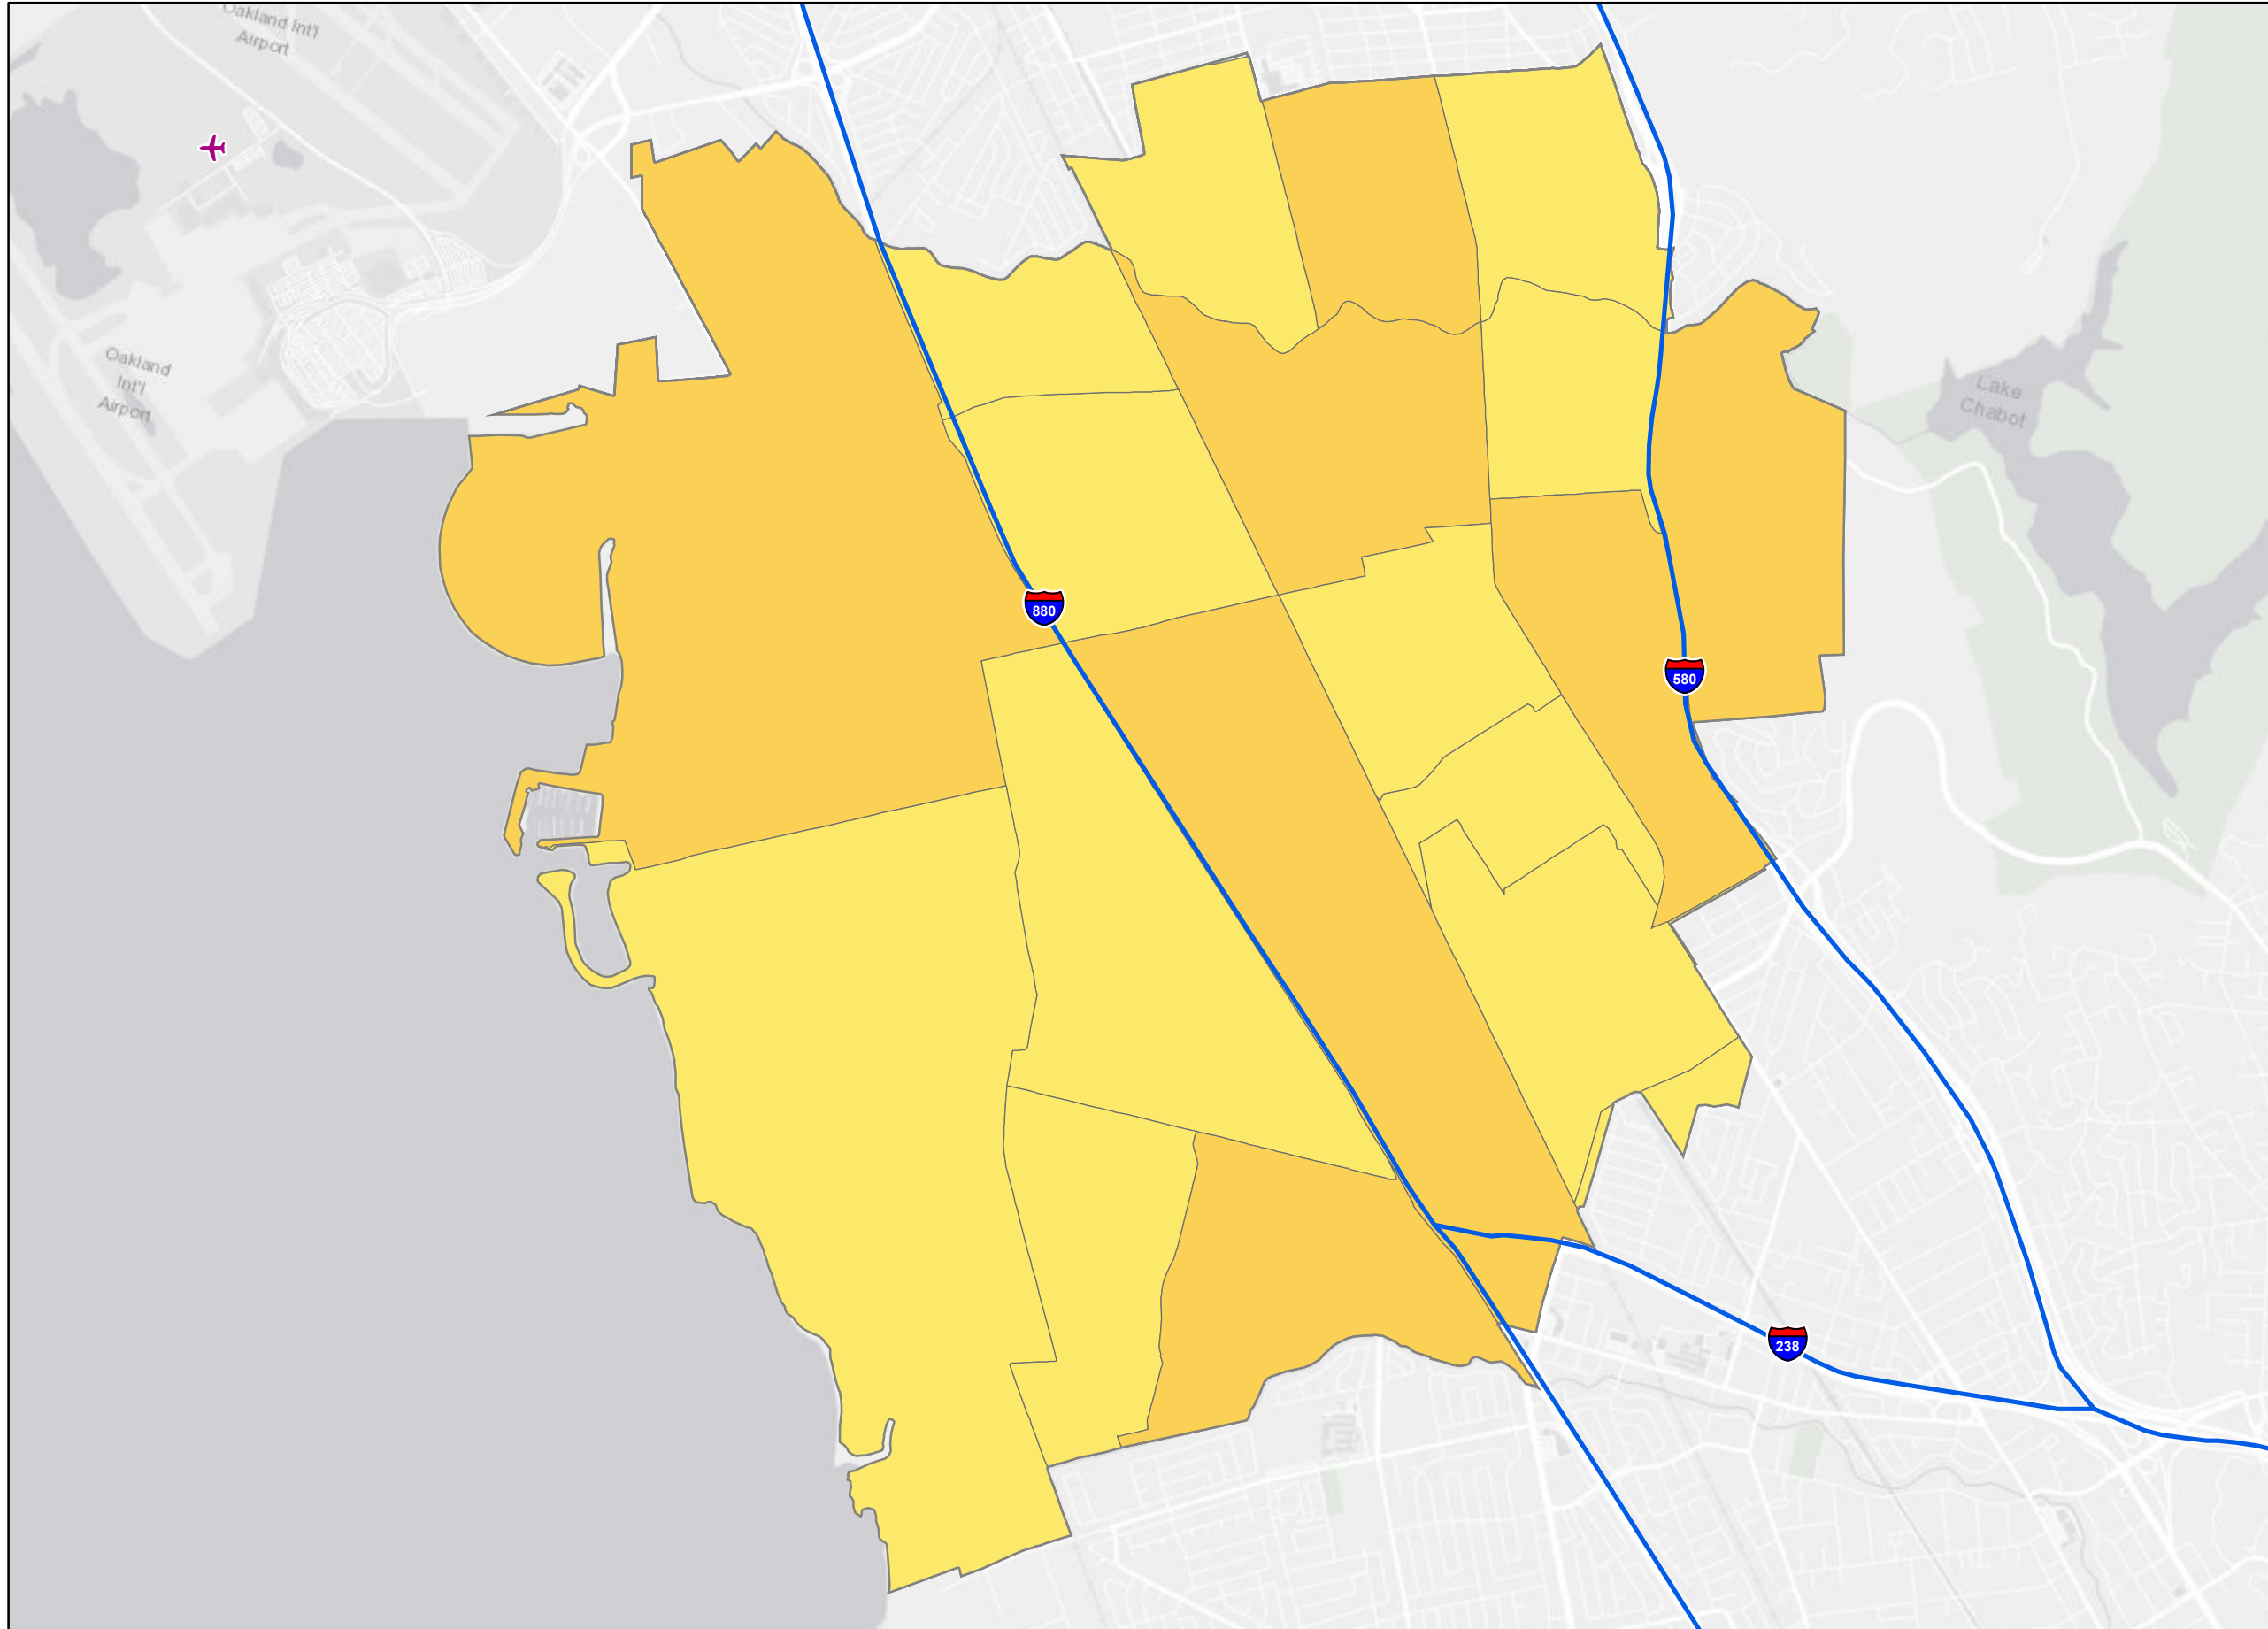 Oakland Int'l
Airport
Oakland
Int'l
Airport
Lake
Chabot
880
580
238